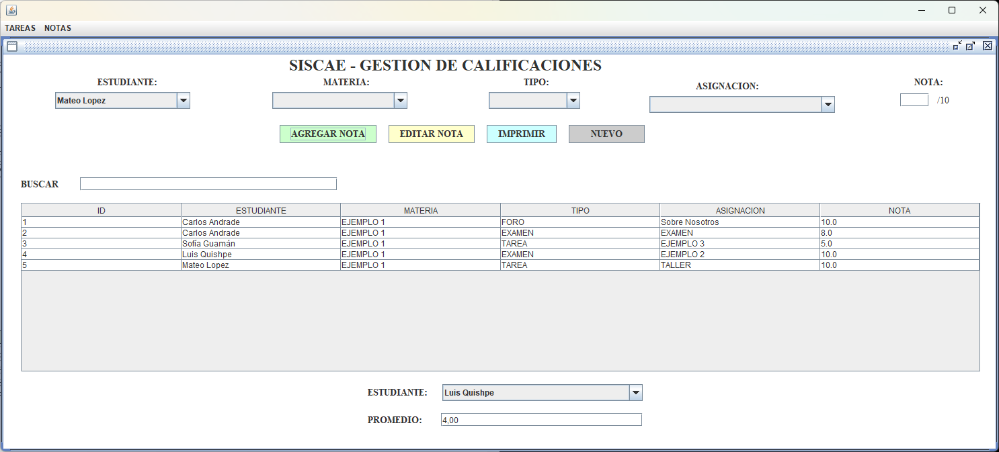 TAREAS NOTAS
SISCAE - GESTION DE CALIFICACIONES
ESTUDIANTE: MATERIA: TIPO: ASIGNACION: NOTA:
Mateo Lopez /10
AGREGAR NOTA EDITAR NOTA IMPRIMIR NUEVO
BUSCAR
ID ESTUDIANTE MATERIA TIPO ASIGNACION NOTA
1 Carlos Andrade EJEMPLO 1 FORO Sobre Nosotros 10.0
2 Carlos Andrade EJEMPLO 1 EXAMEN EXAMEN 8.0
3 Sofía Guamán EJEMPLO 1 TAREA EJEMPLO 3 5.0
4 Luis Quishpe EJEMPLO 1 EXAMEN EJEMPLO 2 10.0
5 Mateo Lopez EJEMPLO 1 TAREA TALLER 10.0
ESTUDIANTE: Luis Quishpe
PROMEDIO: 4,00